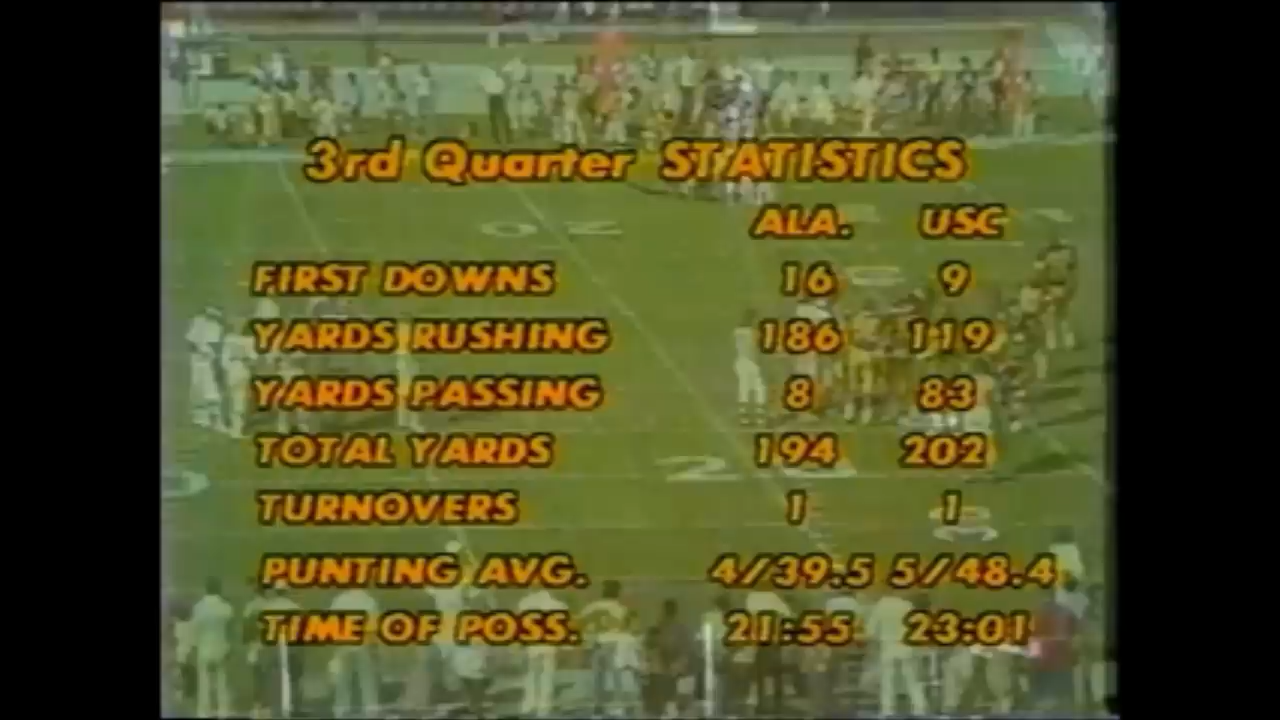 3rd Quarter STATISTICS
ALA. USC
FIRST DOWNS 16 9
YARDS RUSHING 186 119
YARDS PASSING 8 83
TOTAL YARDS 194 202
TURNOVERS 1 1
PUNTING AVG. 4/39.5 5/48.4
TIME OF POSS. 21:55 23:01